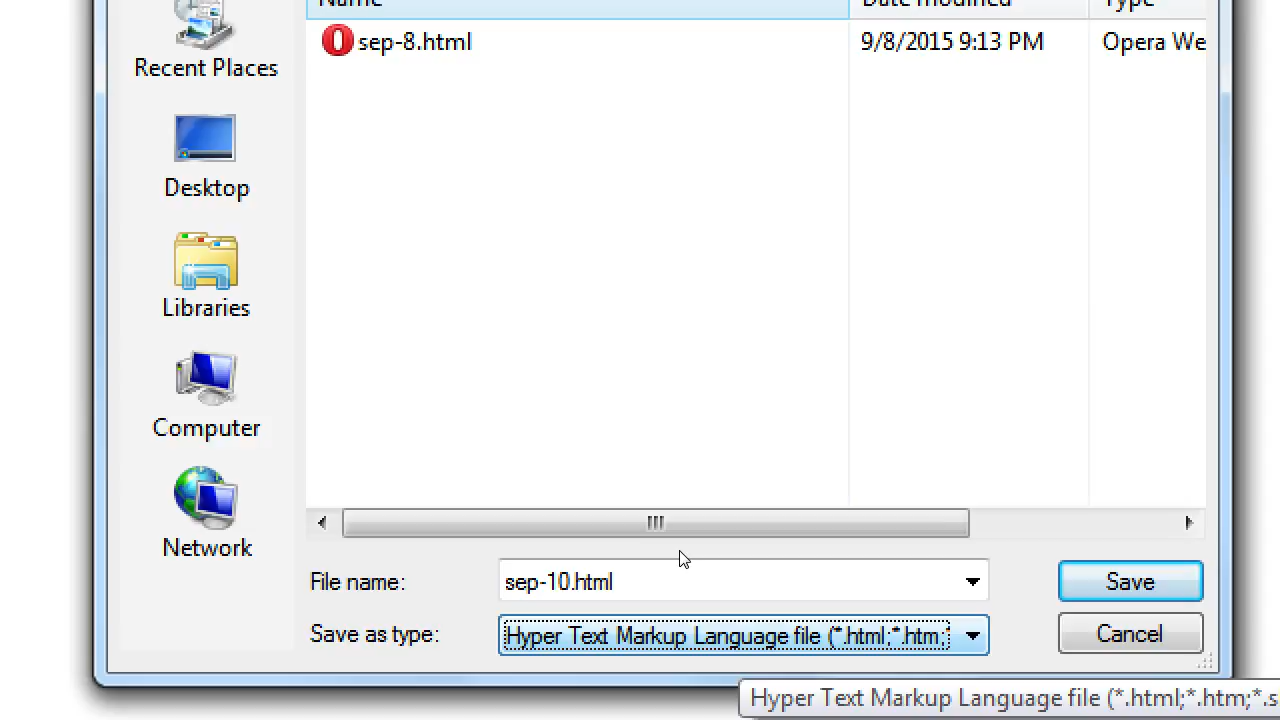 Name Date modified Type
sep-8.html 9/8/2015 9:13 PM Opera We
Recent Places
Desktop
Libraries
Computer
Network
File name: sep-10.html Save
Save as type: Hyper Text Markup Language file (*.html;*.htm; Cancel
Hyper Text Markup Language file (*.html;*.htm;*.s